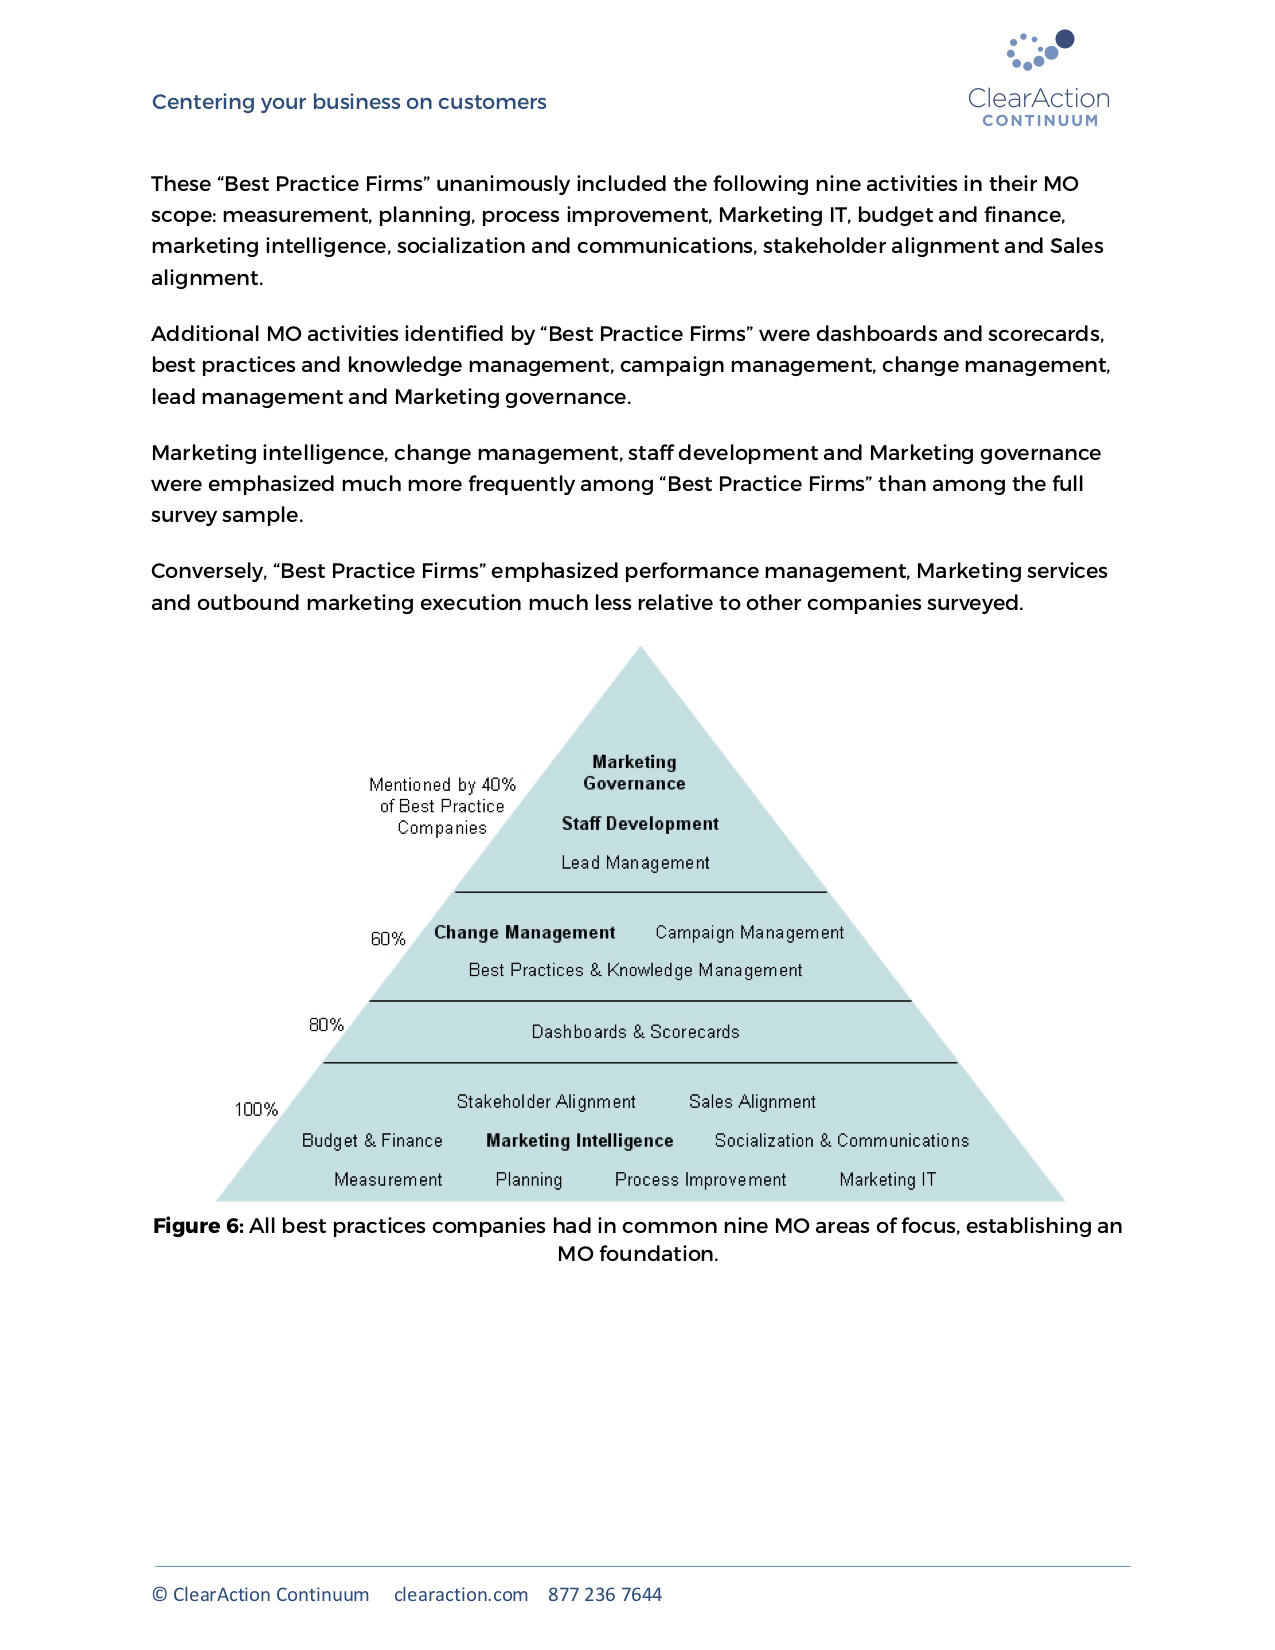 Centering your business on customers
ClearAction
CONTINUUM
These “Best Practice Firms” unanimously included the following nine activities in their MO
scope: measurement, planning, process improvement, Marketing IT, budget and finance,
marketing intelligence, socialization and communications, stakeholder alignment and Sales
alignment.
Additional MO activities identified by “Best Practice Firms” were dashboards and scorecards,
best practices and knowledge management, campaign management, change management,
lead management and Marketing governance.
Marketing intelligence, change management, staff development and Marketing governance
were emphasized much more frequently among “Best Practice Firms” than among the full
survey sample.
Conversely, “Best Practice Firms” emphasized performance management, Marketing services
and outbound marketing execution much less relative to other companies surveyed.
Mentioned by 40%
of Best Practice
Companies
Marketing
Governance
Staff Development
Lead Management
60%
Change Management Campaign Management
Best Practices & Knowledge Management
80%
Dashboards & Scorecards
100%
Stakeholder Alignment Sales Alignment
Budget & Finance Marketing Intelligence Socialization & Communications
Measurement Planning Process Improvement Marketing IT
Figure 6: All best practices companies had in common nine MO areas of focus, establishing an
MO foundation.
© ClearAction Continuum clearaction.com 877 236 7644